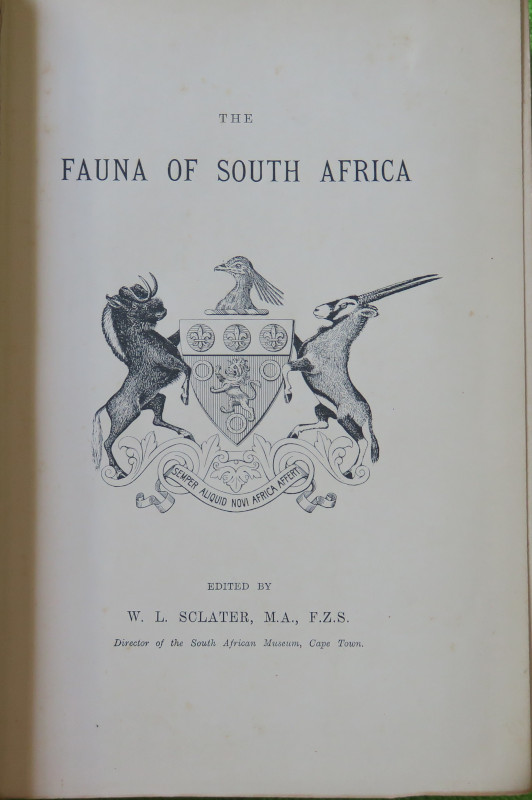 THE
FAUNA OF SOUTH AFRICA
SEMPER ALIQUID NOVI AFRICA AFFERT
EDITED BY
W. L. SCLATER, M.A., F.Z.S.
Director of the South African Museum, Cape Town.